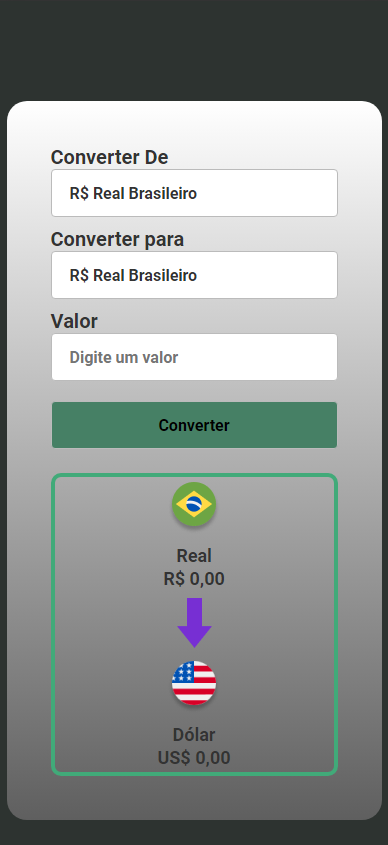 Converter De
R$ Real Brasileiro
Converter para
R$ Real Brasileiro
Valor
Digite um valor
Converter
Real
R$ 0,00
Dólar
US$ 0,00